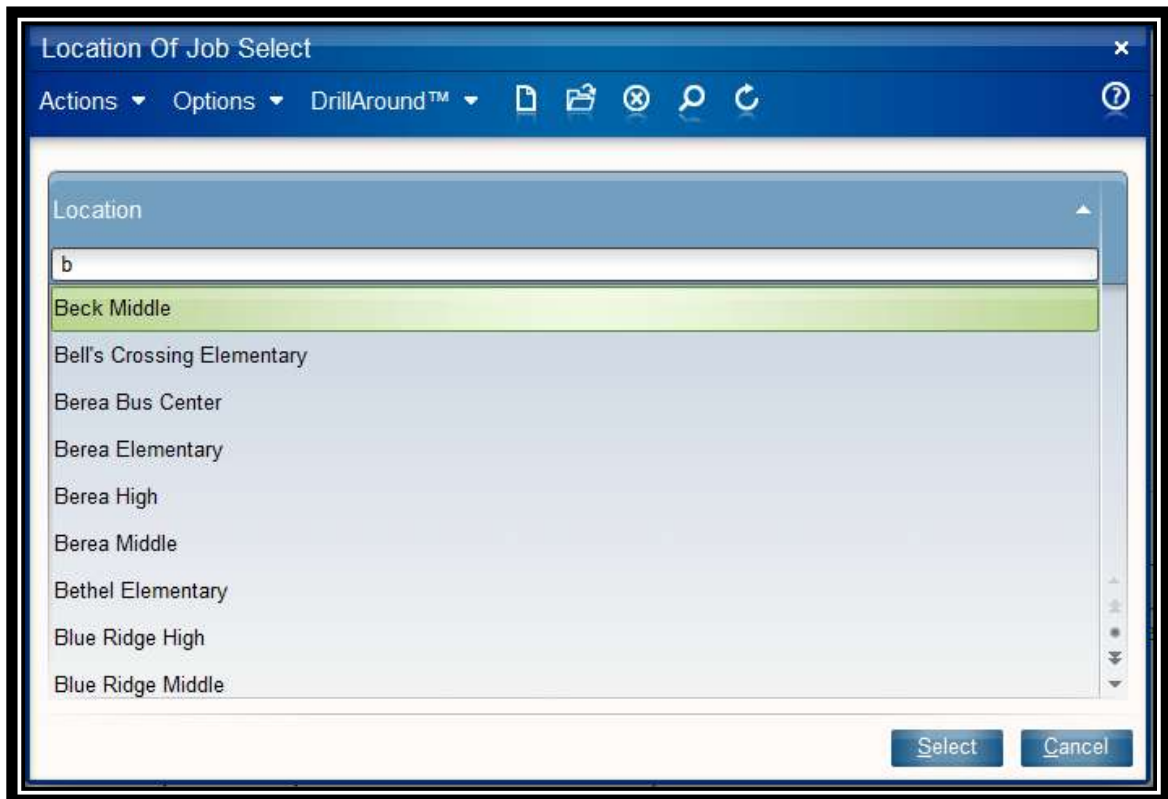 Location Of Job Select
Actions Options DrillAround™
Location
b
Beck Middle
Bell's Crossing Elementary
Berea Bus Center
Berea Elementary
Berea High
Berea Middle
Bethel Elementary
Blue Ridge High
Blue Ridge Middle
Select Cancel